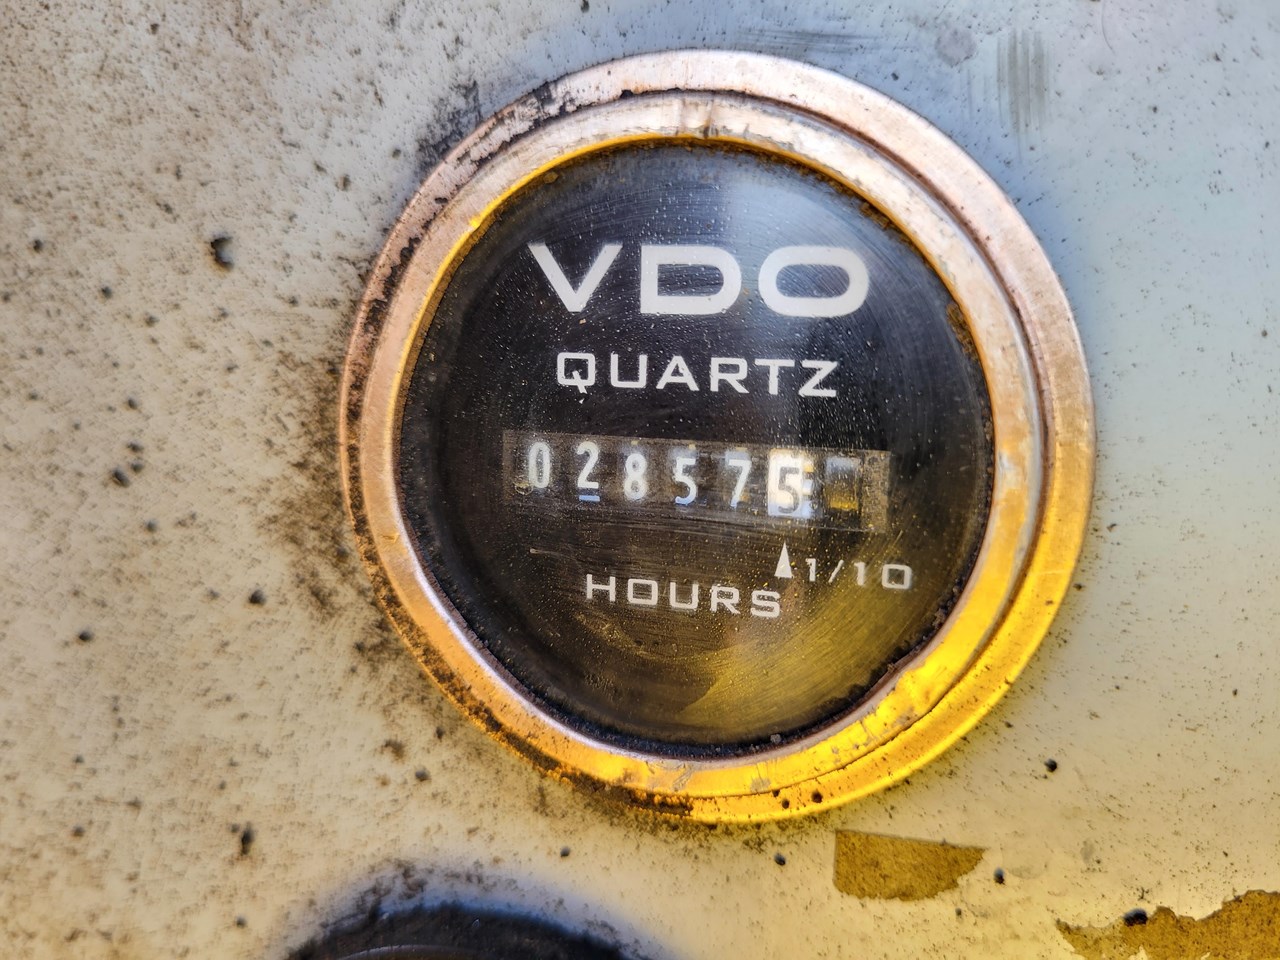 VDO
QUARTZ
028575
1/10
HOURS